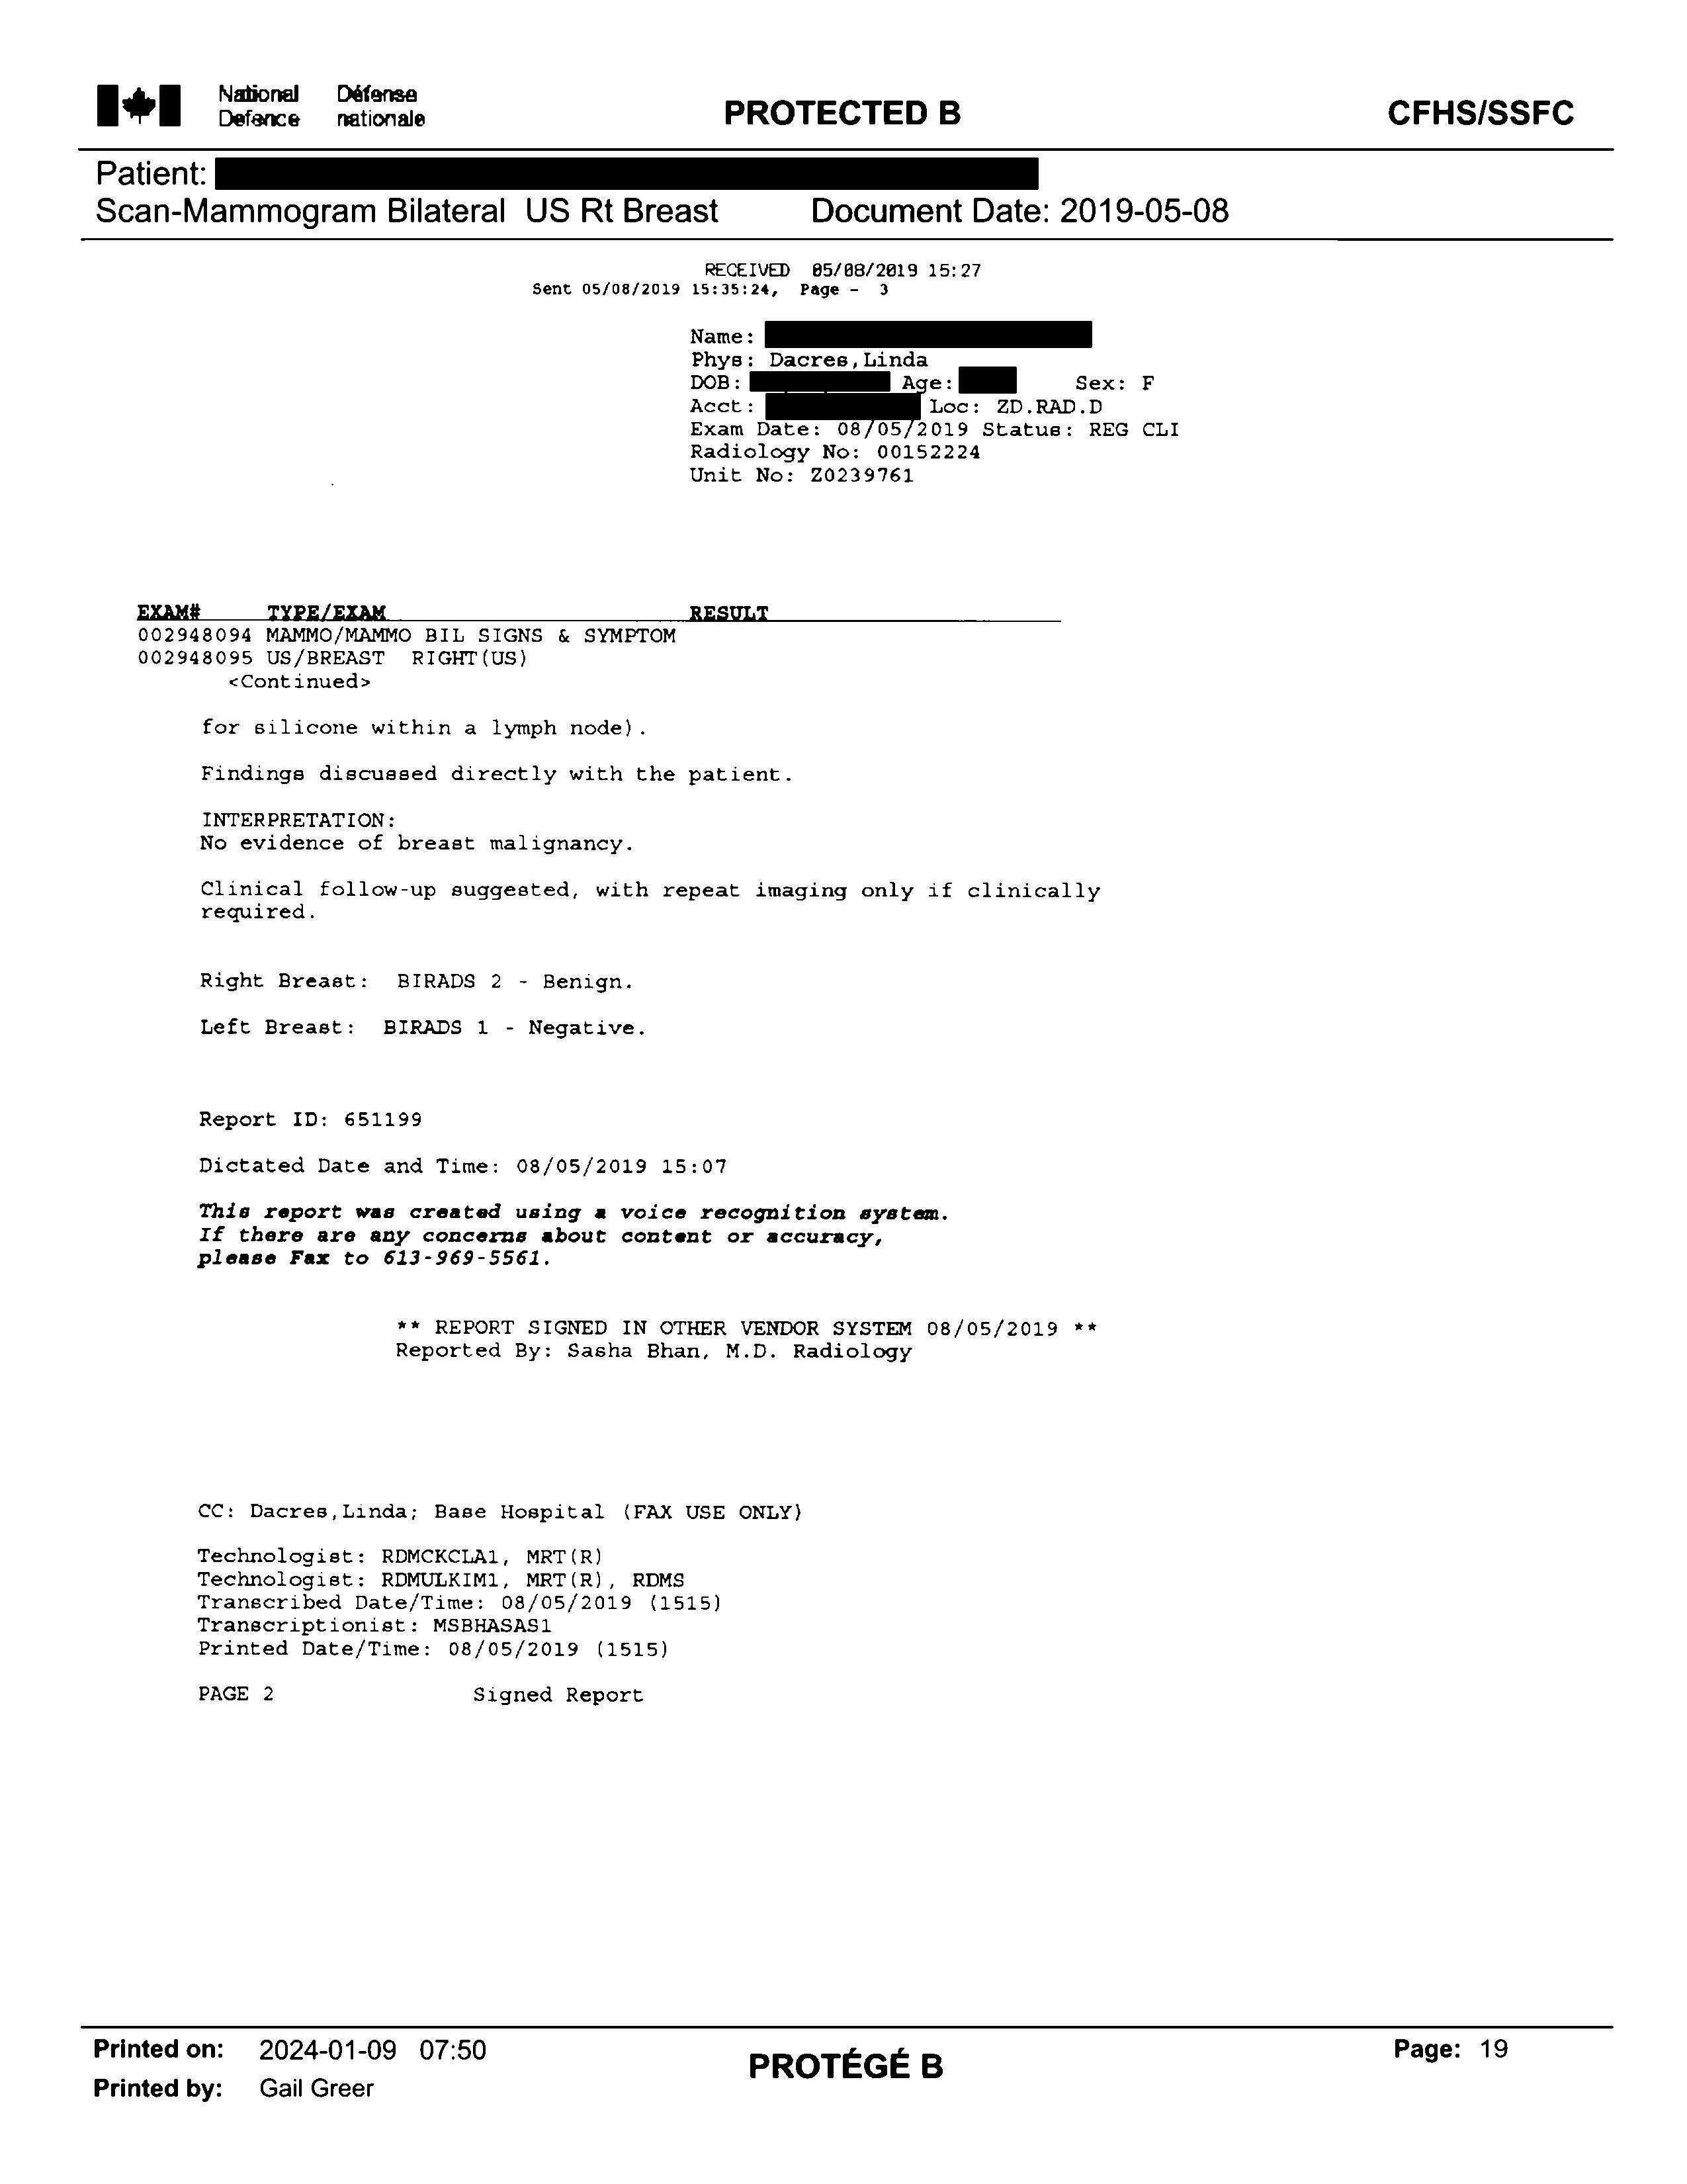 National Défense
Defence nationale
PROTECTED B
CFHS/SSFC
Patient:
Scan-Mammogram Bilateral US Rt Breast Document Date: 2019-05-08
RECEIVED 05/08/2019 15:27
Sent 05/08/2019 15:35:24, Page - 3
Name:
Phys: Dacres,Linda
DOB: Age: Sex: F
Acct: Loc: ZD.RAD.D
Exam Date: 08/05/2019 Status: REG CLI
Radiology No: 00152224
Unit No: Z0239761
EXAM# TYPE/EXAM RESULT
002948094 MAMMO/MAMMO BIL SIGNS & SYMPTOM
002948095 US/BREAST RIGHT(US)
<Continued>
for silicone within a lymph node).
Findings discussed directly with the patient.
INTERPRETATION:
No evidence of breast malignancy.
Clinical follow-up suggested, with repeat imaging only if clinically
required.
Right Breast: BIRADS 2 - Benign.
Left Breast: BIRADS 1 - Negative.
Report ID: 651199
Dictated Date and Time: 08/05/2019 15:07
This report was created using a voice recognition system.
If there are any concerns about content or accuracy,
please Fax to 613-969-5561.
** REPORT SIGNED IN OTHER VENDOR SYSTEM 08/05/2019 **
Reported By: Sasha Bhan, M.D. Radiology
CC: Dacres,Linda; Base Hospital (FAX USE ONLY)
Technologist: RDMCKCLA1, MRT(R)
Technologist: RDMULKIM1, MRT(R), RDMS
Transcribed Date/Time: 08/05/2019 (1515)
Transcriptionist: MSBHASAS1
Printed Date/Time: 08/05/2019 (1515)
PAGE 2 Signed Report
Printed on: 2024-01-09 07:50
Printed by: Gail Greer
PROTÉGÉ B
Page: 19